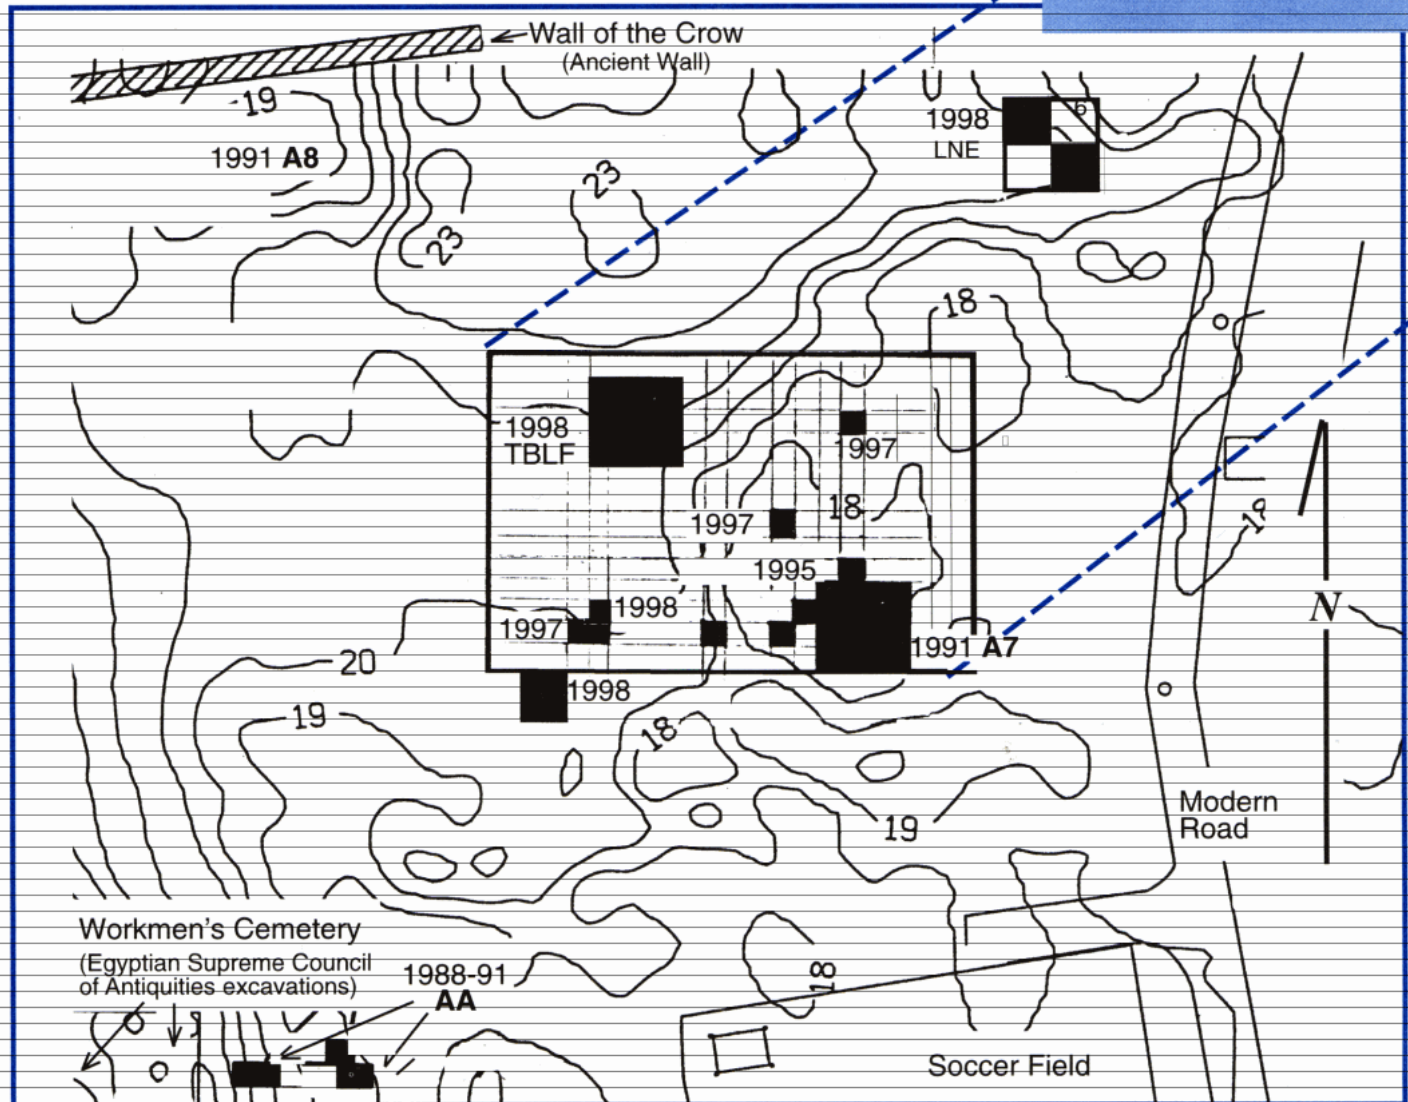 Wall of the Crow
(Ancient Wall)
19
1991 A8
1998
LNE
6
23
23
18
1998
TBLF
1997
18
1997
1995
1998
1997
1991 A7
20
1998
19
18
19
N
Modern
Road
Workmen's Cemetery
(Egyptian Supreme Council
of Antiquities excavations)
1988-91
AA
18
Soccer Field